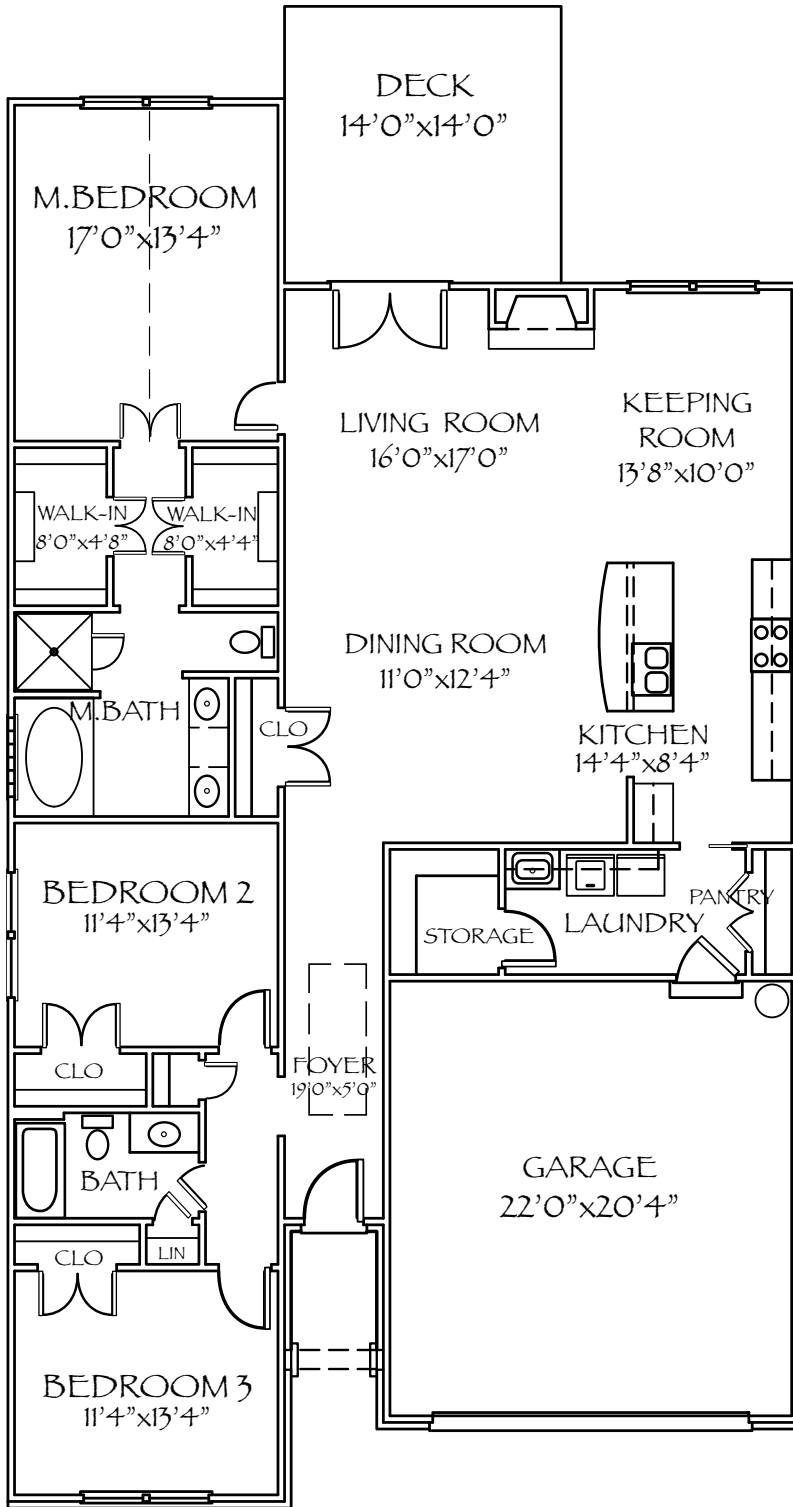 DECK
14'0"x14'0"
M.BEDROOM
17'0"x13'4"
LIVING ROOM
16'0"x17'0"
KEEPING
ROOM
13'8"x10'0"
WALK-IN
8'0"x4'8"
WALK-IN
8'0"x4'4"
DINING ROOM
11'0"x12'4"
M.BATH
CLO
KITCHEN
14'4"x8'4"
BEDROOM 2
11'4"x13'4"
PANTRY
LAUNDRY
STORAGE
CLO
FOYER
19'0"x5'0"
BATH
GARAGE
22'0"x20'4"
CLO
LIN
BEDROOM 3
11'4"x13'4"